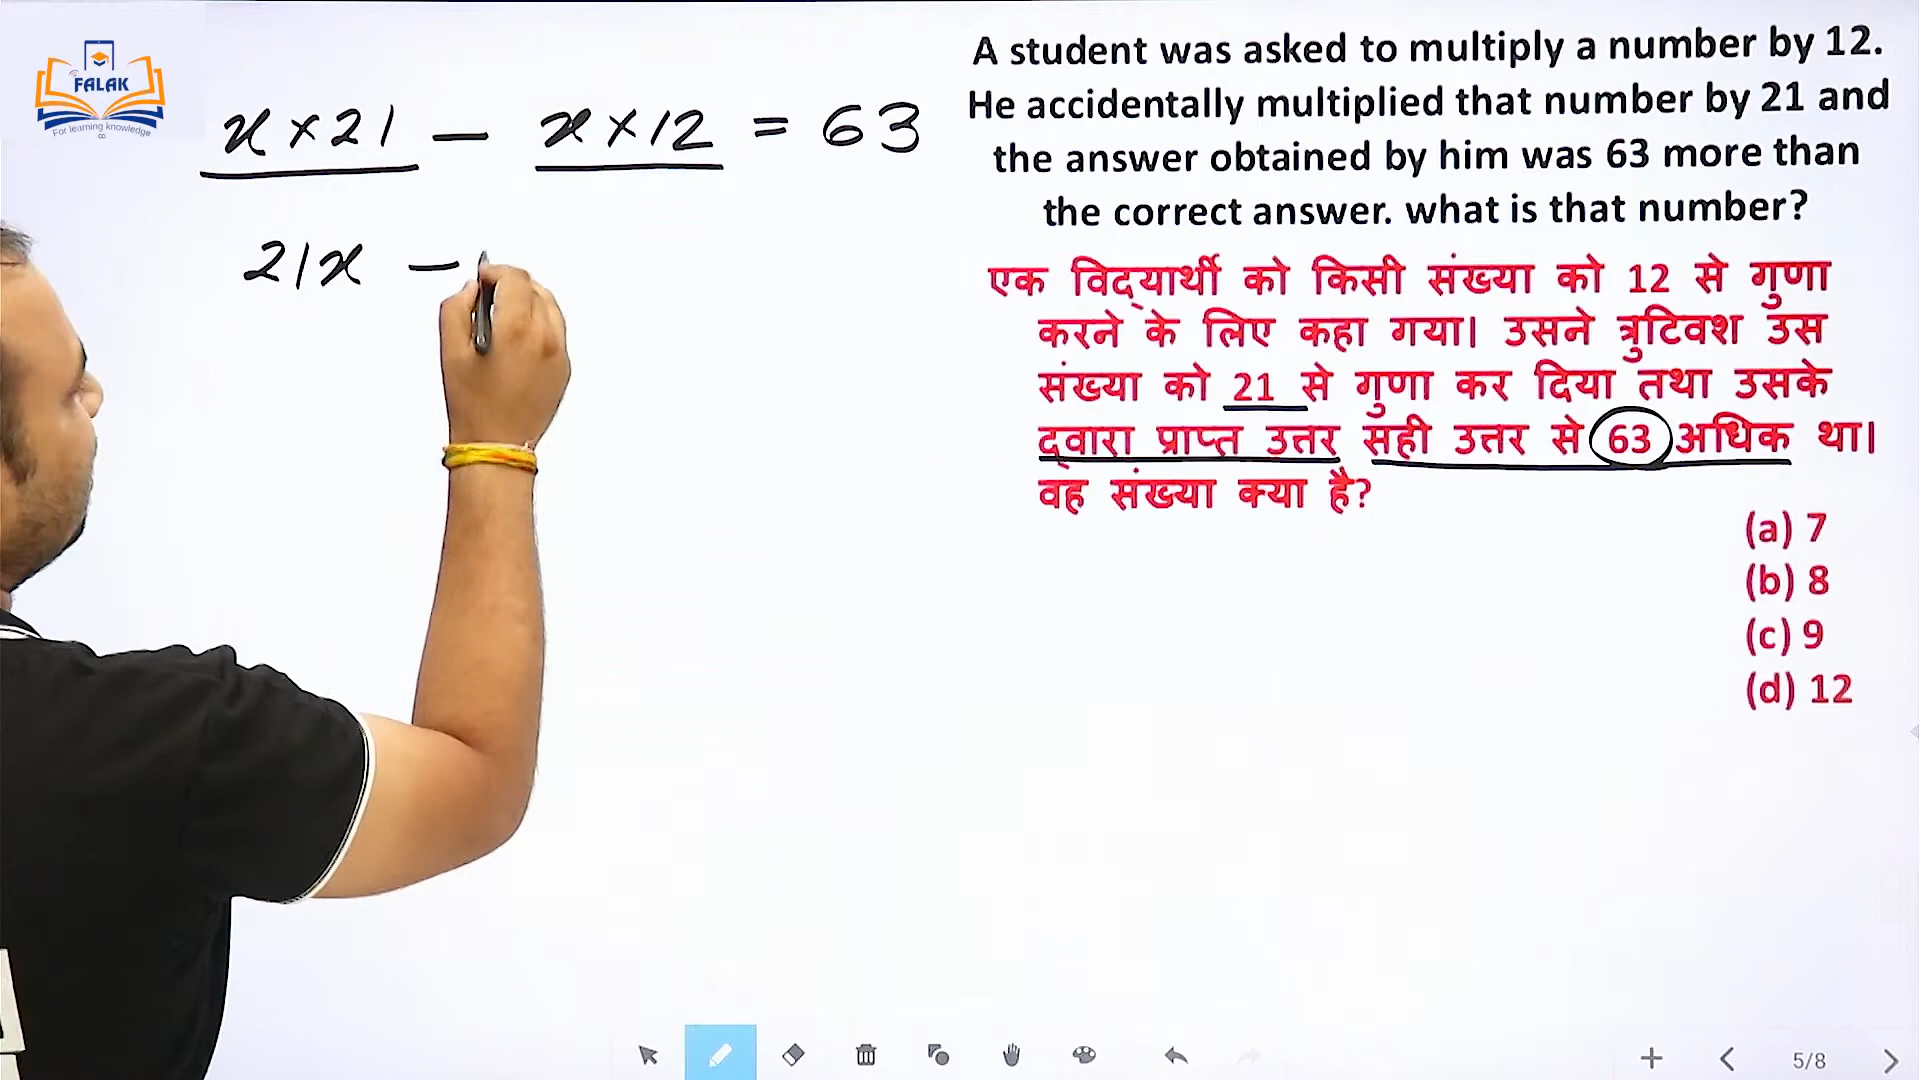 FALAK
For learning knowledge
x × 21 – x × 12 = 63
21x –
A student was asked to multiply a number by 12.
He accidentally multiplied that number by 21 and
the answer obtained by him was 63 more than
the correct answer. what is that number?
एक विद्यार्थी को किसी संख्या को 12 से गुणा
करने के लिए कहा गया। उसने त्रुटिवश उस
संख्या को 21 से गुणा कर दिया तथा उसके
द्वारा प्राप्त उत्तर सही उत्तर से 63 अधिक था।
वह संख्या क्या है?
(a) 7
(b) 8
(c) 9
(d) 12
5/8